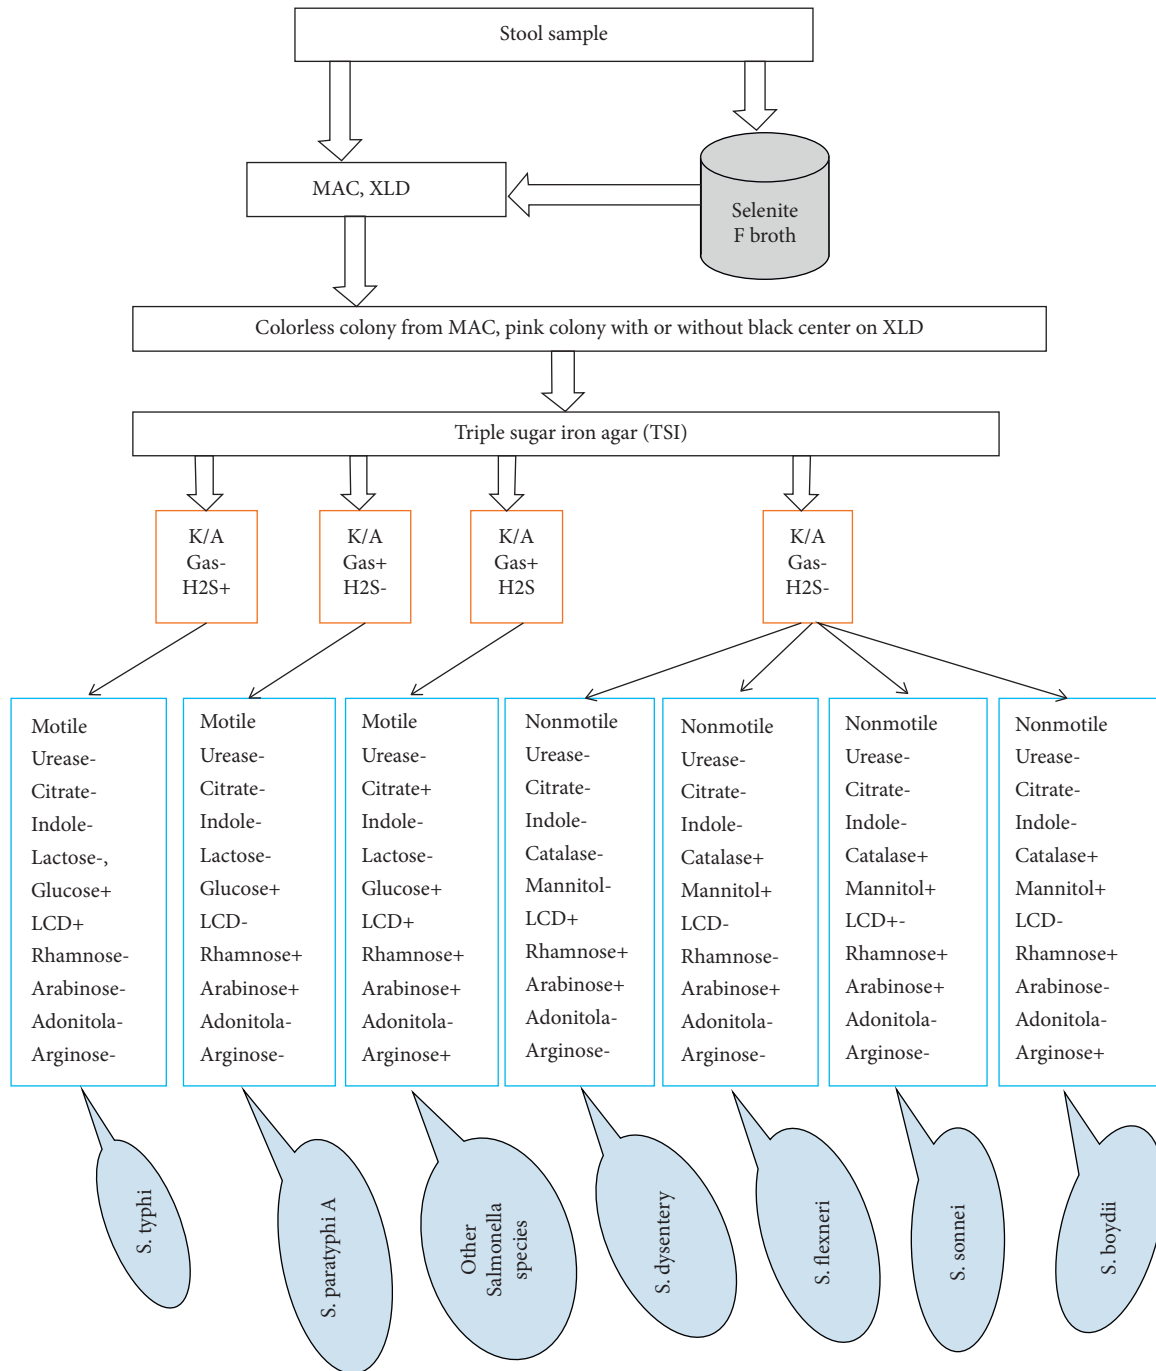 Stool sample
MAC, XLD
Selenite
F broth
Colorless colony from MAC, pink colony with or without black center on XLD
Triple sugar iron agar (TSI)
K/A
Gas-
H2S+
K/A
Gas+
H2S-
K/A
Gas+
H2S
K/A
Gas-
H2S-
Motile
Urease-
Citrate-
Indole-
Lactose-,
Glucose+
LCD+
Rhamnose-
Arabinose-
Adonitola-
Arginose-
Motile
Urease-
Citrate-
Indole-
Lactose-
Glucose+
LCD-
Rhamnose+
Arabinose+
Adonitola-
Arginose-
Motile
Urease-
Citrate+
Indole-
Lactose-
Glucose+
LCD+
Rhamnose+
Arabinose+
Adonitola-
Arginose+
Nonmotile
Urease-
Citrate-
Indole-
Catalase-
Mannitol-
LCD+
Rhamnose+
Arabinose+
Adonitola-
Arginose-
Nonmotile
Urease-
Citrate-
Indole-
Catalase+
Mannitol+
LCD-
Rhamnose-
Arabinose+
Adonitola-
Arginose-
Nonmotile
Urease-
Citrate-
Indole-
Catalase+
Mannitol+
LCD+-
Rhamnose+
Arabinose+
Adonitola-
Arginose-
Nonmotile
Urease-
Citrate-
Indole-
Catalase+
Mannitol+
LCD-
Rhamnose+
Arabinose-
Adonitola-
Arginose+
S. typhi
S. paratyphi A
Other
Salmonella
species
S. dysentery
S. flexneri
S. sonnei
S. boydii